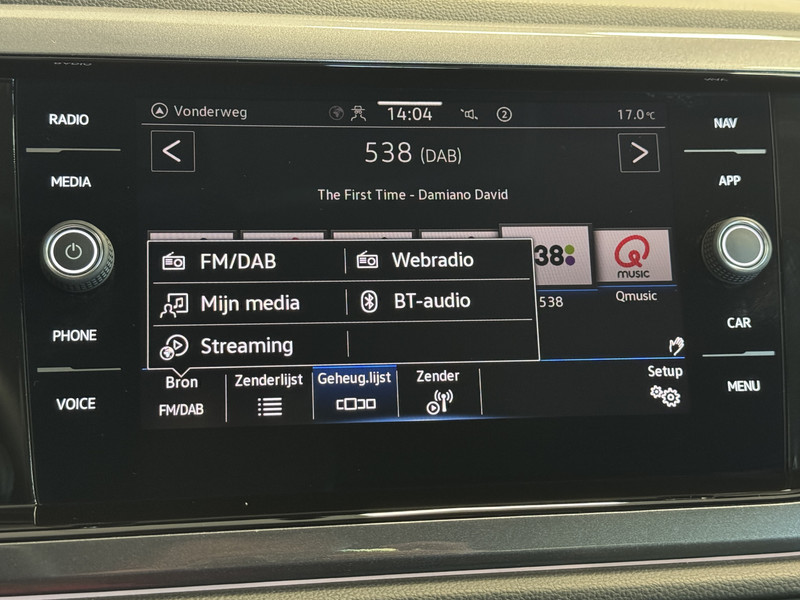 RADIO
MEDIA
PHONE
VOICE
Vonderweg
14:04
2
17.0°C
538 (DAB)
The First Time - Damiano David
FM/DAB
Webradio
Mijn media
BT-audio
Streaming
38
Q
MUSIC
538
Qmusic
Bron
FM/DAB
Zenderlijst
Geheug.lijst
Zender
Setup
NAV
APP
CAR
MENU